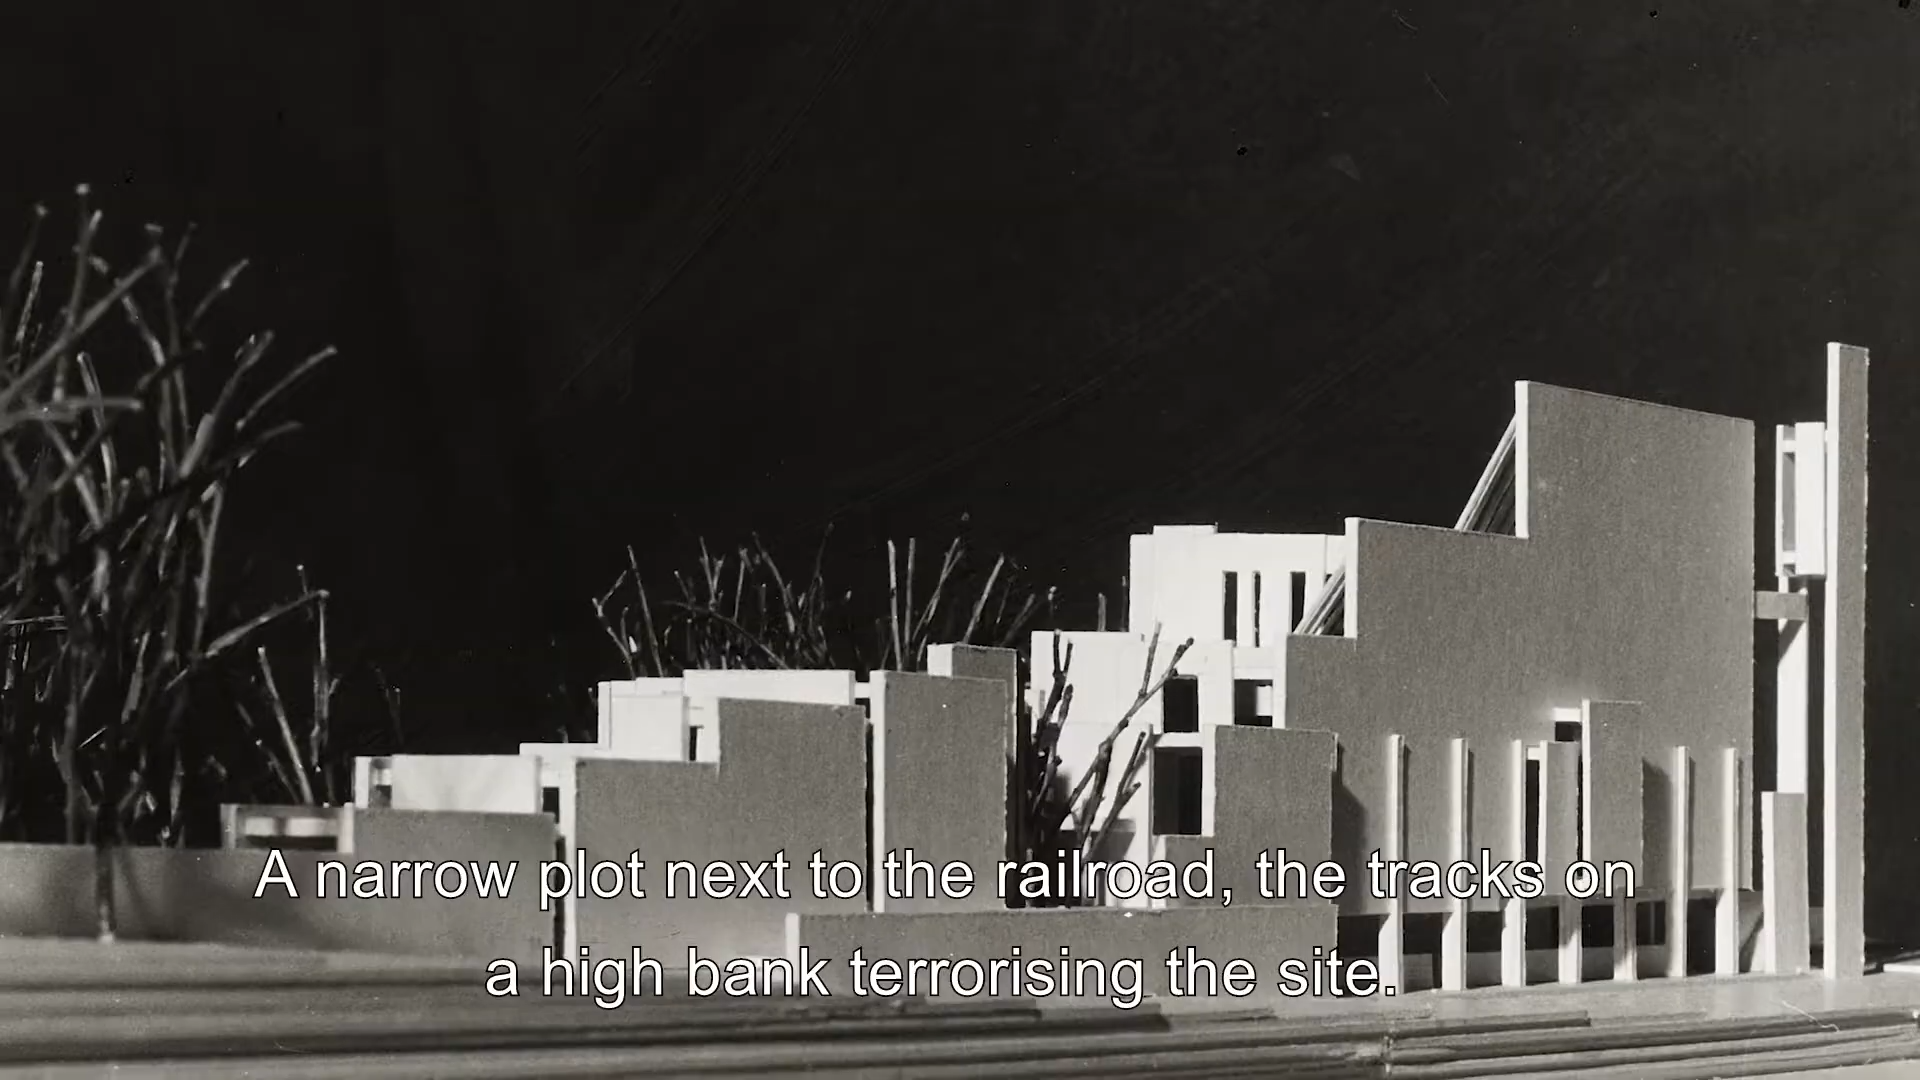 A narrow plot next to the railroad, the tracks on
a high bank terrorising the site.